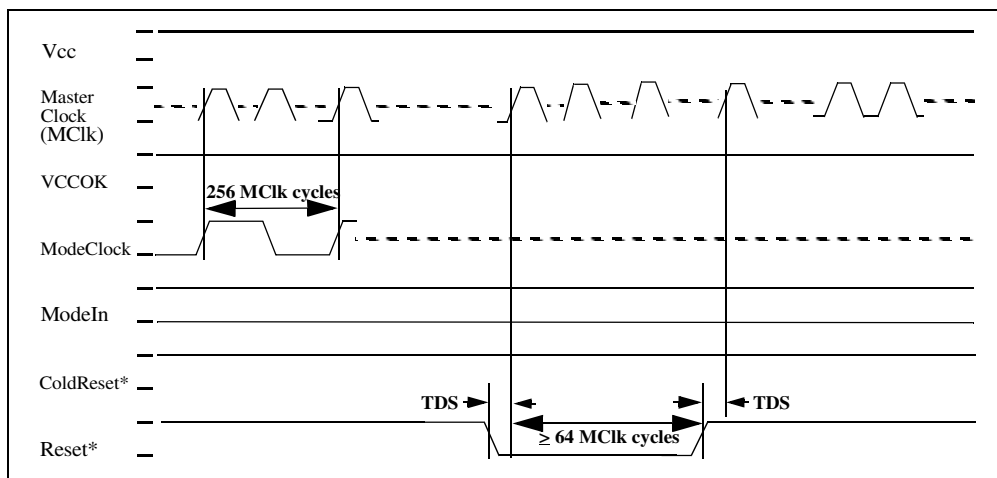 Vcc
Master
Clock
(MClk)
VCCOK
256 MClk cycles
ModeClock
ModeIn
ColdReset*
TDS
TDS
≥ 64 MClk cycles
Reset*